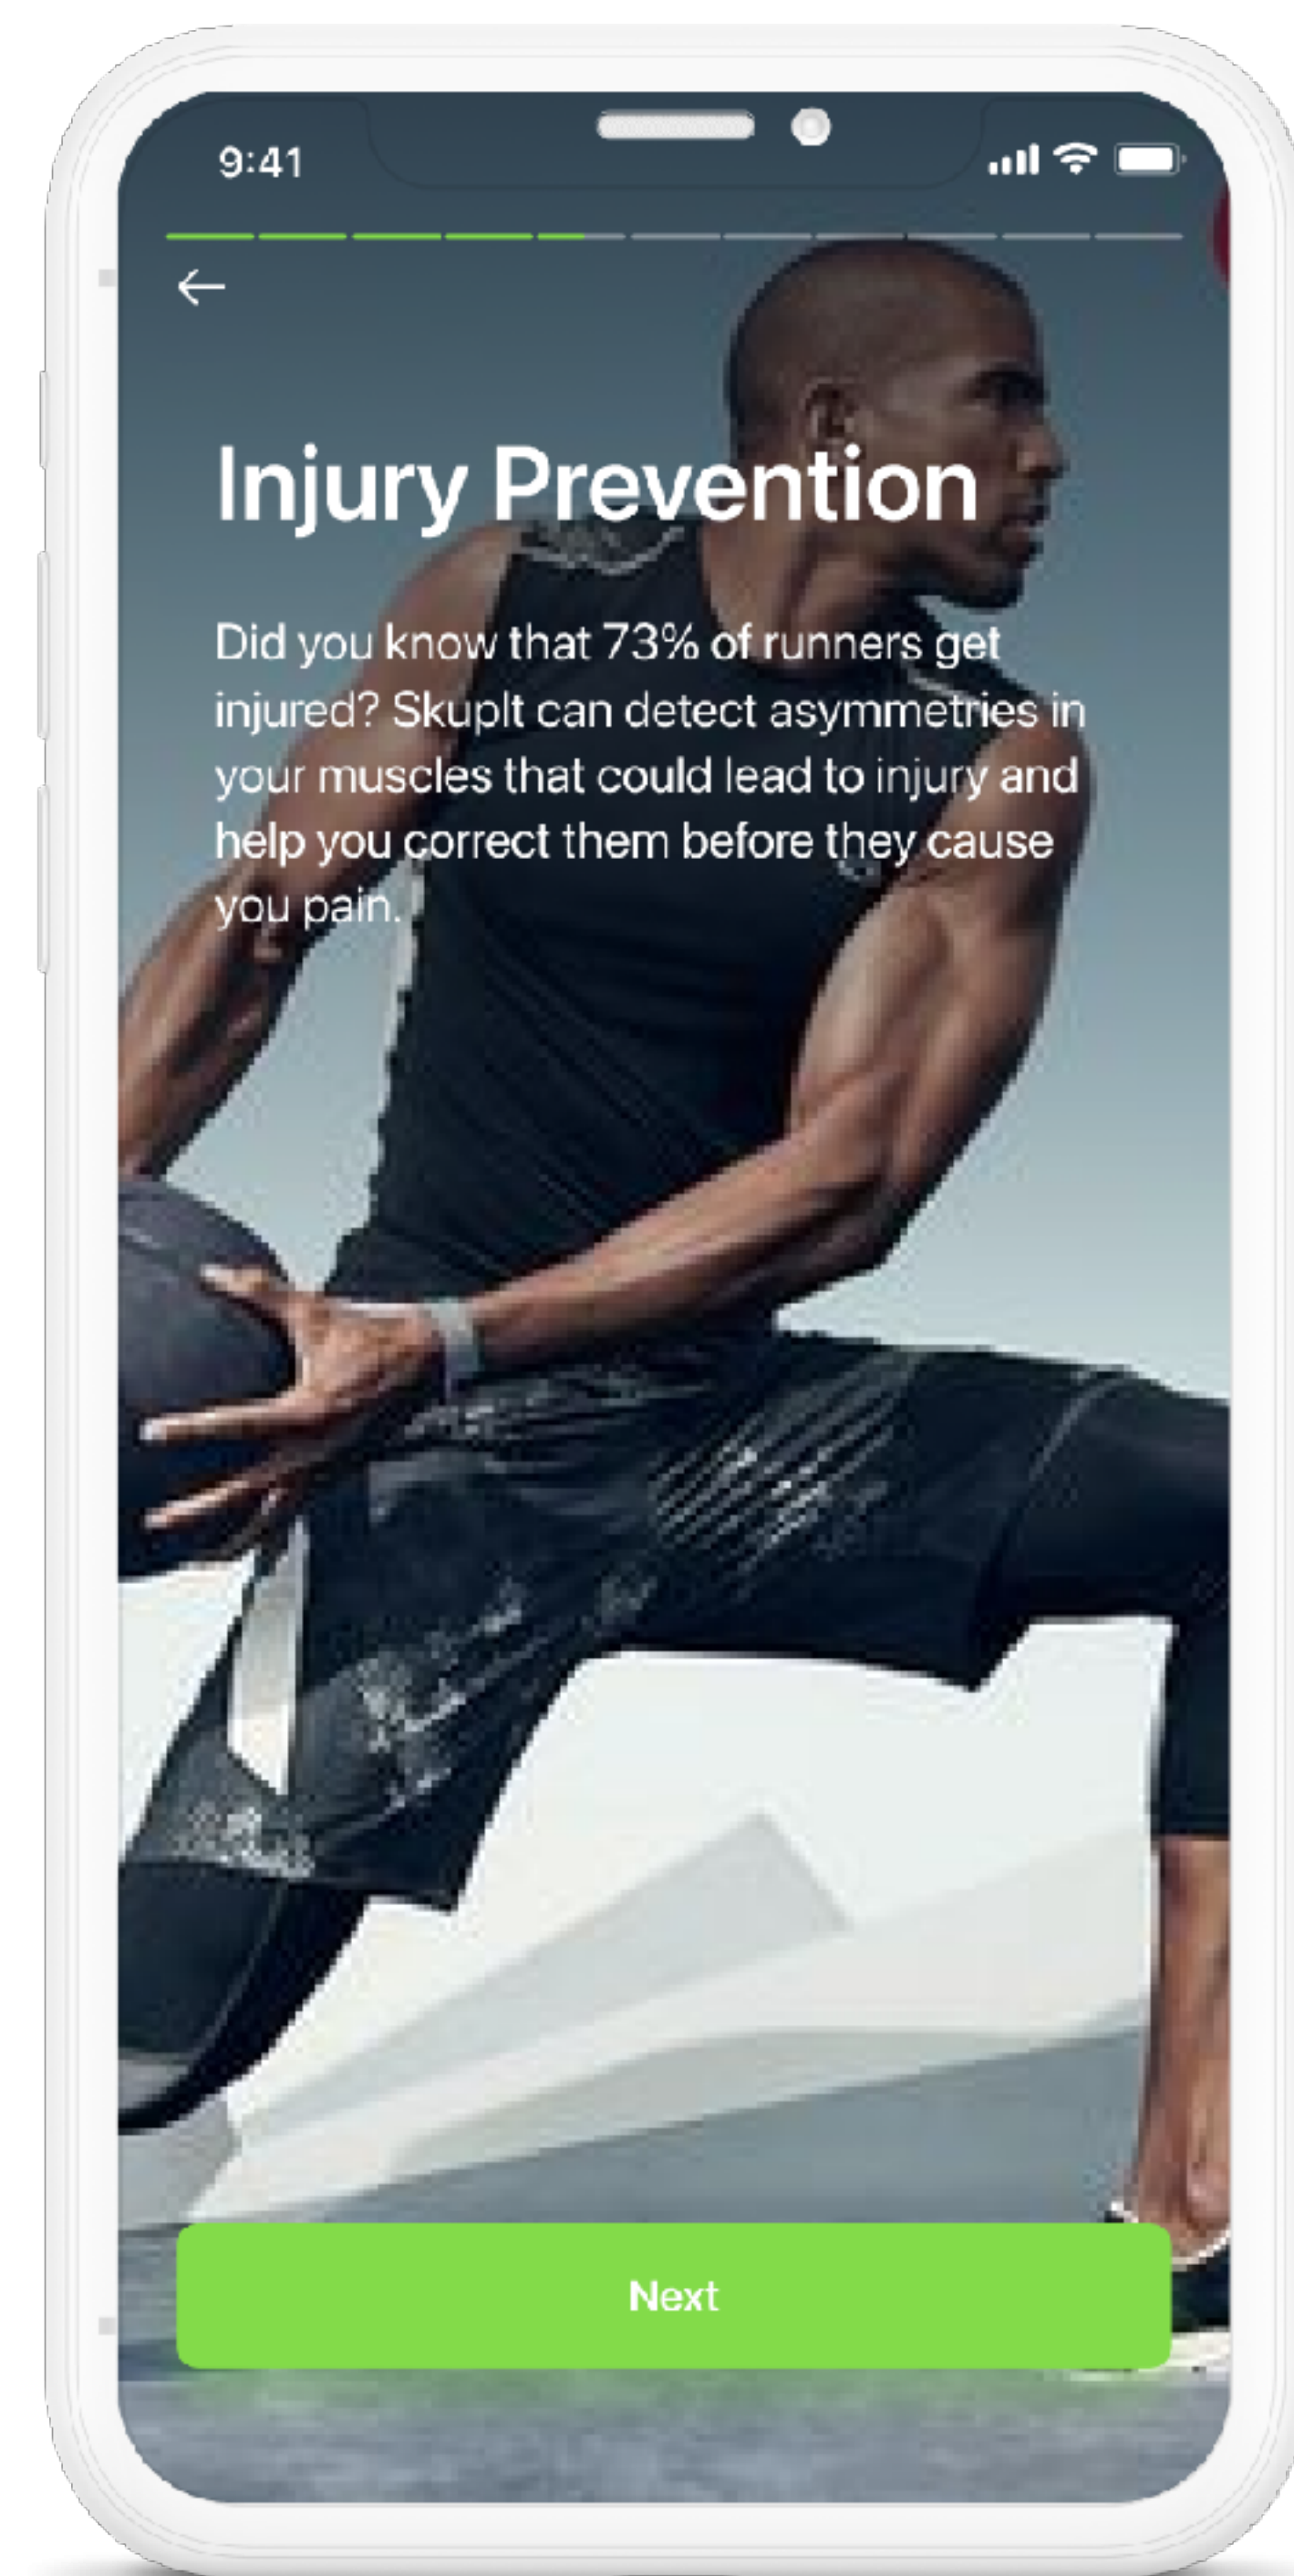 9:41
Injury Prevention
Did you know that 73% of runners get
injured? SkupIt can detect asymmetries in
your muscles that could lead to injury and
help you correct them before they cause
you pain.
Next